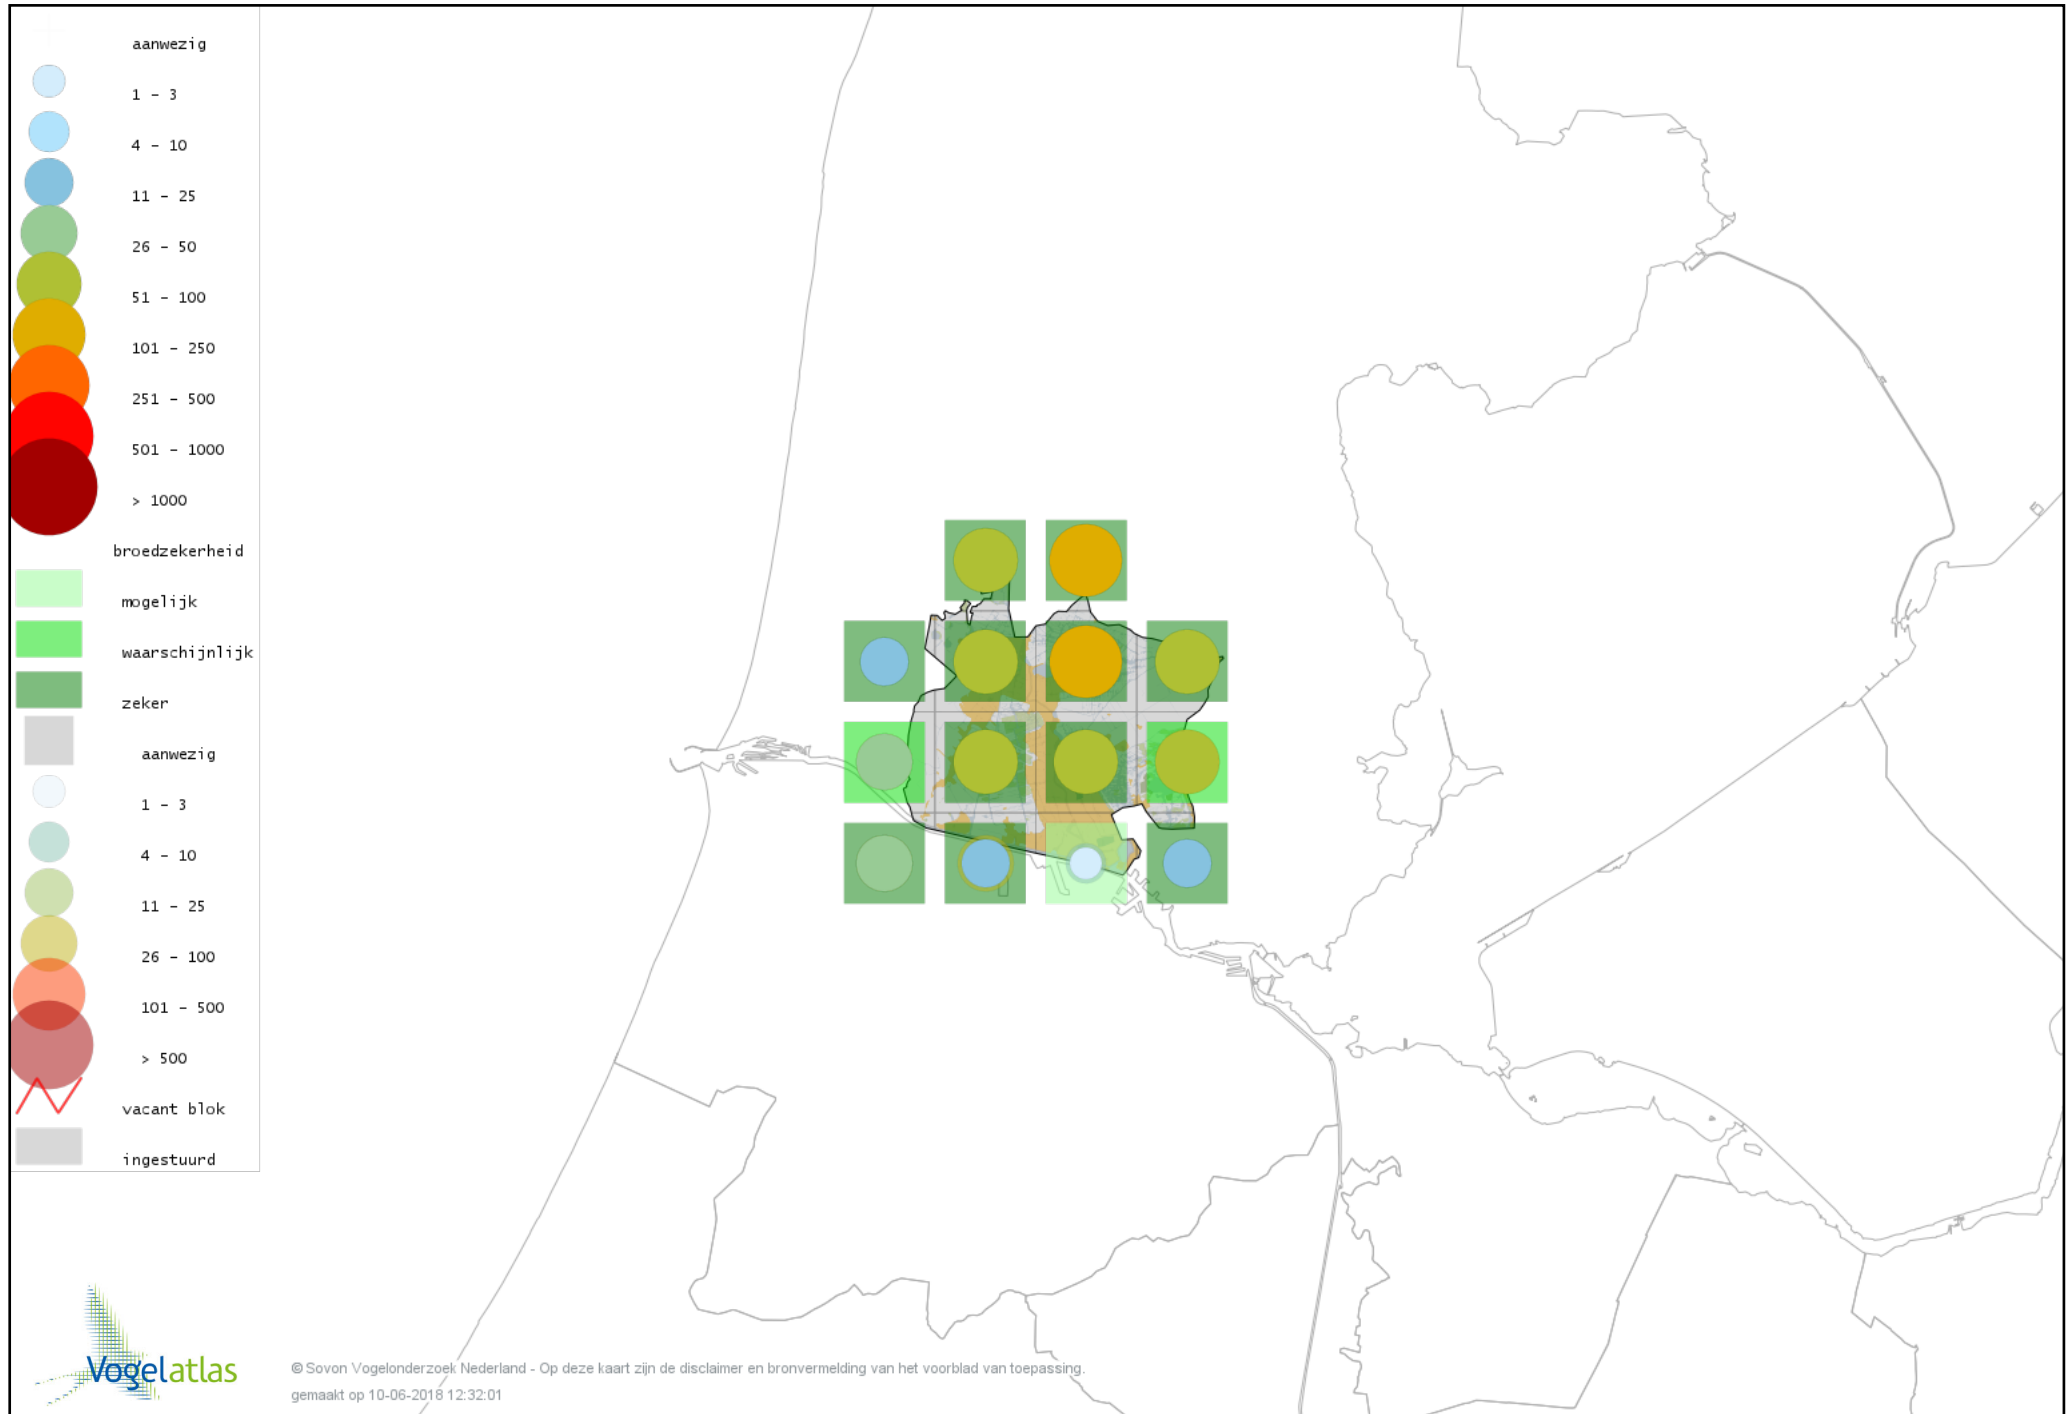 aanwezig
1 - 3
4 - 10
11 - 25
26 - 50
51 - 100
101 - 250
251 - 500
501 - 1000
> 1000
broedzekerheid
mogelijk
waarschijnlijk
zeker
aanwezig
1 - 3
4 - 10
11 - 25
26 - 100
101 - 500
> 500
vacant blok
ingestuurd
Vogelatlas
© Sovon Vogelonderzoek Nederland - Op deze kaart zijn de disclaimer en bronvermelding van het voorblad van toepassing.
gemaakt op 10-06-2018 12:32:01